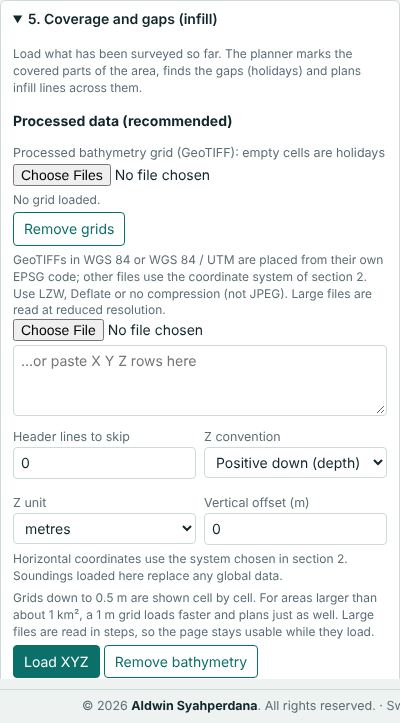 ▼ 5. Coverage and gaps (infill)
Load what has been surveyed so far. The planner marks the
covered parts of the area, finds the gaps (holidays) and plans
infill lines across them.
Processed data (recommended)
Processed bathymetry grid (GeoTIFF): empty cells are holidays
Choose Files No file chosen
No grid loaded.
Remove grids
GeoTIFFs in WGS 84 or WGS 84 / UTM are placed from their own
EPSG code; other files use the coordinate system of section 2.
Use LZW, Deflate or no compression (not JPEG). Large files are
read at reduced resolution.
Choose File No file chosen
...or paste X Y Z rows here
Header lines to skip Z convention
0 Positive down (depth)
Z unit Vertical offset (m)
metres 0
Horizontal coordinates use the system chosen in section 2.
Soundings loaded here replace any global data.
Grids down to 0.5 m are shown cell by cell. For areas larger than
about 1 km², a 1 m grid loads faster and plans just as well. Large
files are read in steps, so the page stays usable while they load.
Load XYZ Remove bathymetry
© 2026 Aldwin Syahperdana. All rights reserved. · Sw